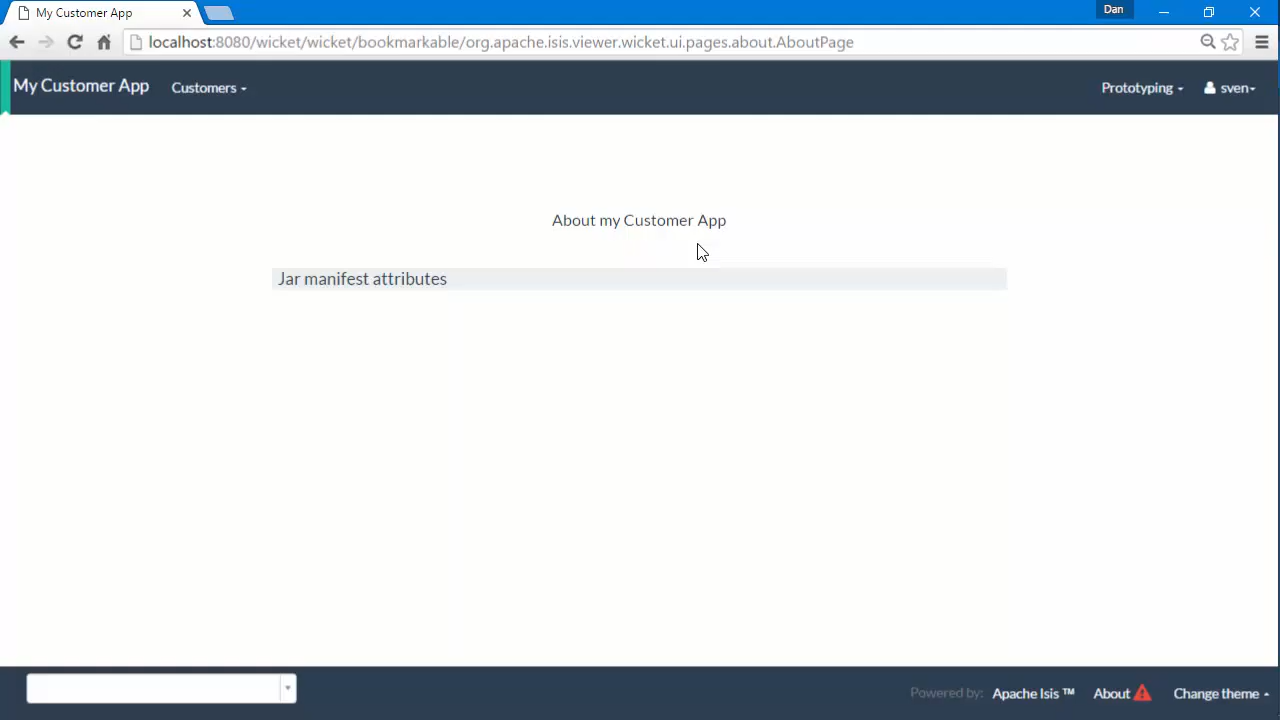 My Customer App
Dan
localhost:8080/wicket/wicket/bookmarkable/org.apache.isis.viewer.wicket.ui.pages.about.AboutPage
My Customer App Customers Prototyping sven
About my Customer App
Jar manifest attributes
Powered by: Apache Isis ™ About Change theme